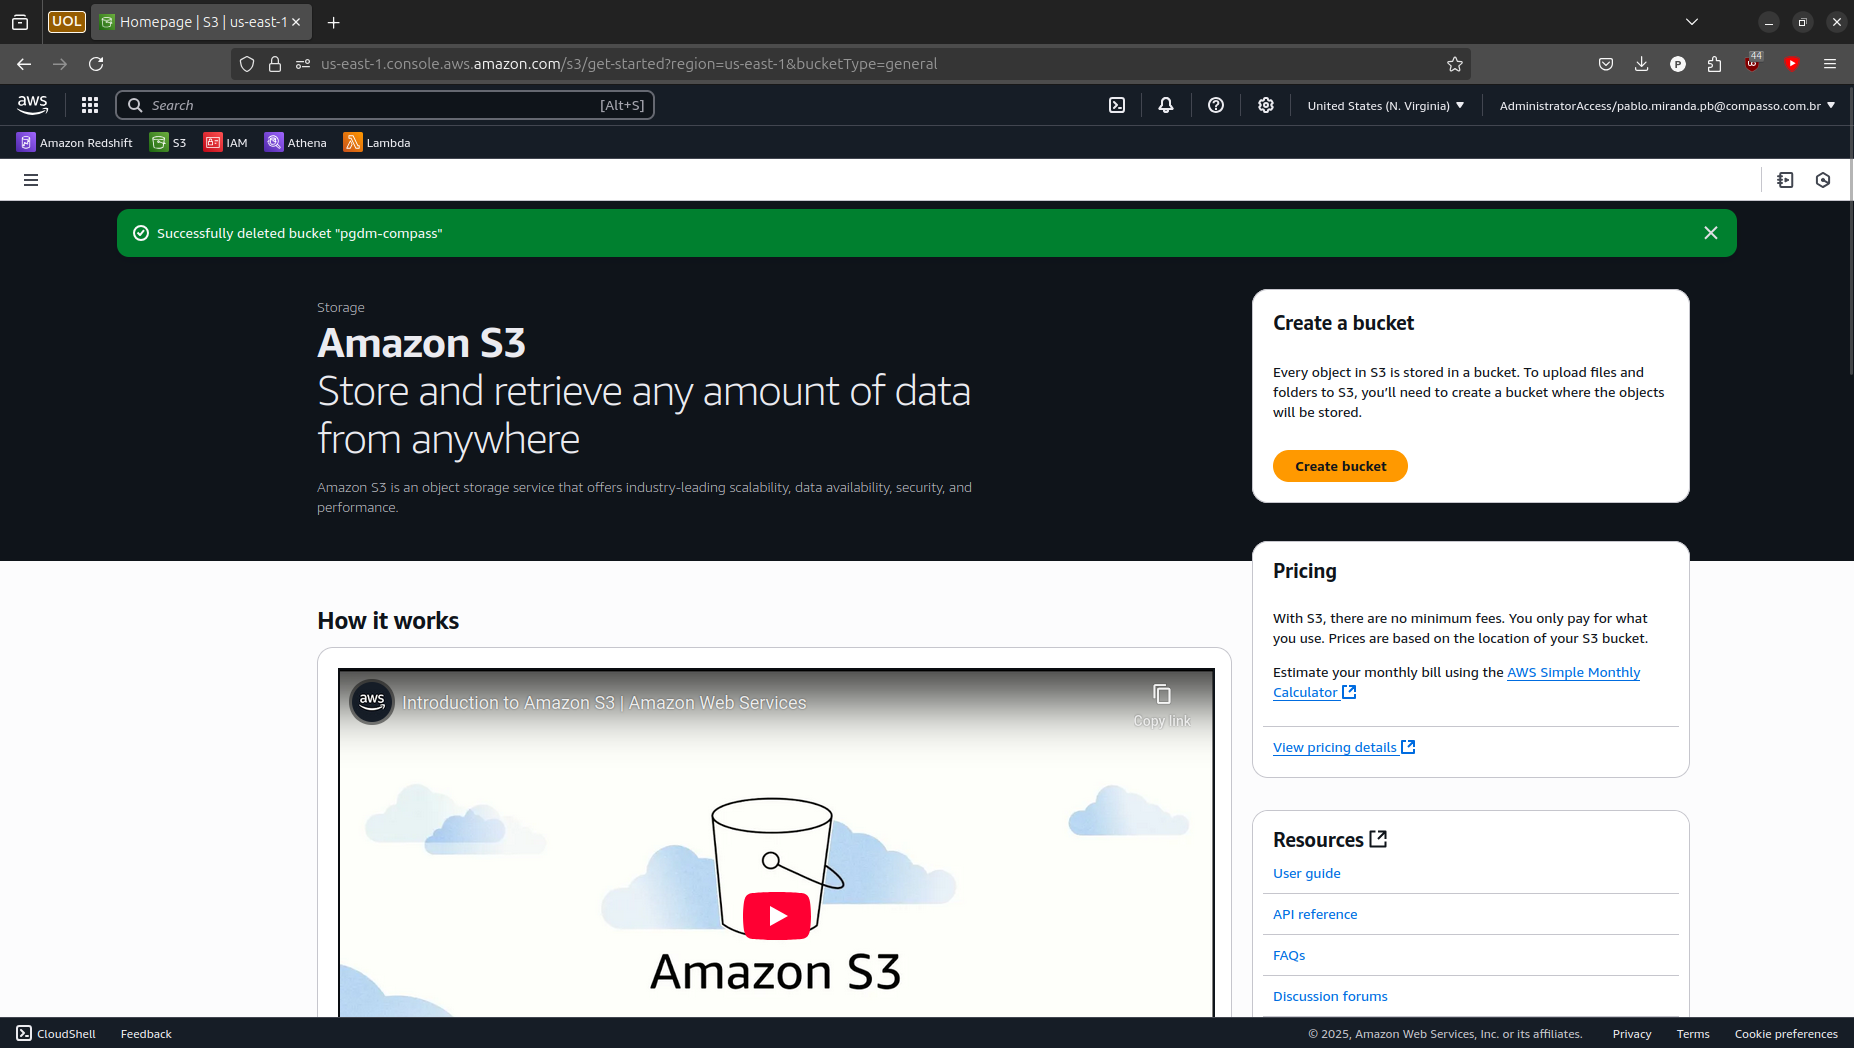 UOL
Homepage | S3 | us-east-1
us-east-1.console.aws.amazon.com/s3/get-started?region=us-east-1&bucketType=general
44
P
aws
Search
[Alt+S]
United States (N. Virginia)
AdministratorAccess/pablo.miranda.pb@compasso.com.br
Amazon Redshift
S3
IAM
Athena
Lambda
Successfully deleted bucket "pgdm-compass"
Storage
Amazon S3
Store and retrieve any amount of data
from anywhere
Amazon S3 is an object storage service that offers industry-leading scalability, data availability, security, and
performance.
Create a bucket
Every object in S3 is stored in a bucket. To upload files and
folders to S3, you’ll need to create a bucket where the objects
will be stored.
Create bucket
Pricing
With S3, there are no minimum fees. You only pay for what
you use. Prices are based on the location of your S3 bucket.
Estimate your monthly bill using the AWS Simple Monthly
Calculator
View pricing details
How it works
aws
Introduction to Amazon S3 | Amazon Web Services
Copy link
Amazon S3
Resources
User guide
API reference
FAQs
Discussion forums
CloudShell
Feedback
© 2025, Amazon Web Services, Inc. or its affiliates.
Privacy
Terms
Cookie preferences